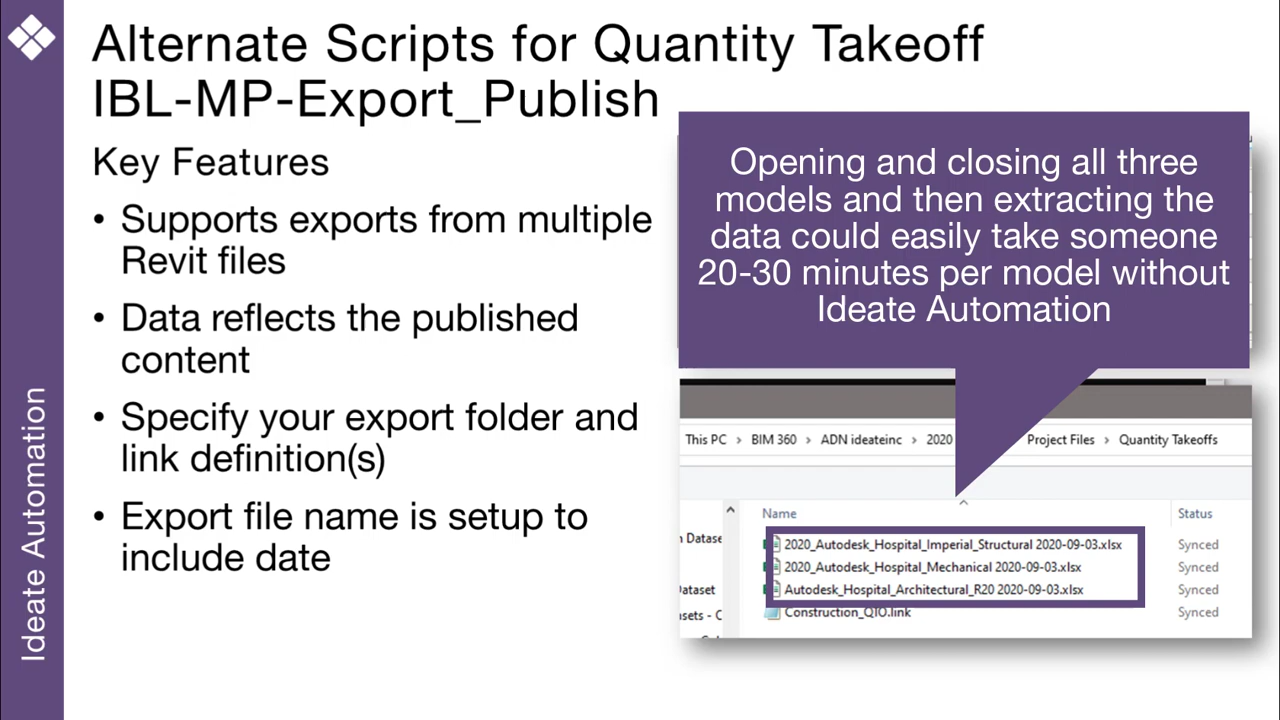 Alternate Scripts for Quantity Takeoff
IBL-MP-Export_Publish
Key Features
• Supports exports from multiple
Revit files
• Data reflects the published
content
• Specify your export folder and
link definition(s)
• Export file name is setup to
include date
Opening and closing all three
models and then extracting the
data could easily take someone
20-30 minutes per model without
Ideate Automation
This PC > BIM 360 > ADN ideateinc > 2020 Project Files > Quantity Takeoffs
Name Status
2020_Autodesk_Hospital_Imperial_Structural 2020-09-03.xlsx Synced
2020_Autodesk_Hospital_Mechanical 2020-09-03.xlsx Synced
Autodesk_Hospital_Architectural_R20 2020-09-03.xlsx Synced
Construction_QTO.link Synced
Ideate Automation